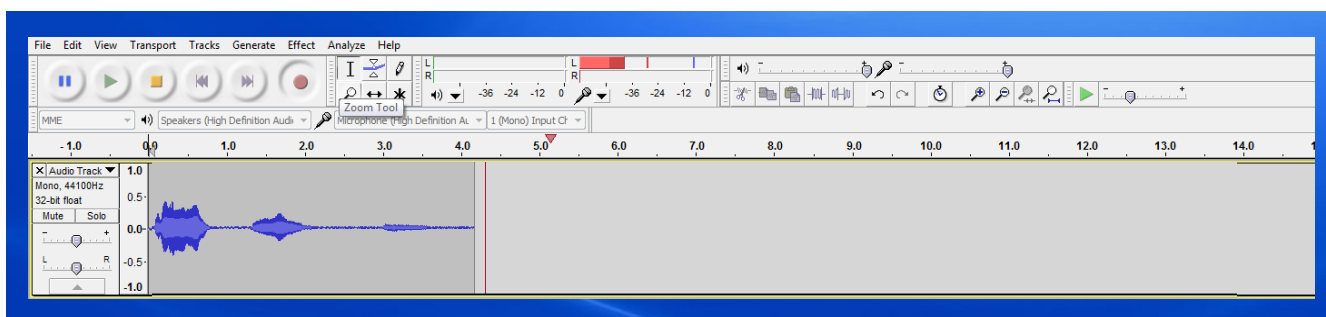 File Edit View Transport Tracks Generate Effect Analyze Help
L
R
-36 -24 -12 0
L
R
-36 -24 -12 0
- +
Zoom Tool
MME Speakers (High Definition Audi Microphone (High Definition Au 1 (Mono) Input Ch
- 1.0 0.0 1.0 2.0 3.0 4.0 5.0 6.0 7.0 8.0 9.0 10.0 11.0 12.0 13.0 14.0 1
X Audio Track 1.0
Mono, 44100Hz
32-bit float 0.5
Mute Solo
- + 0.0
L R -0.5
-1.0